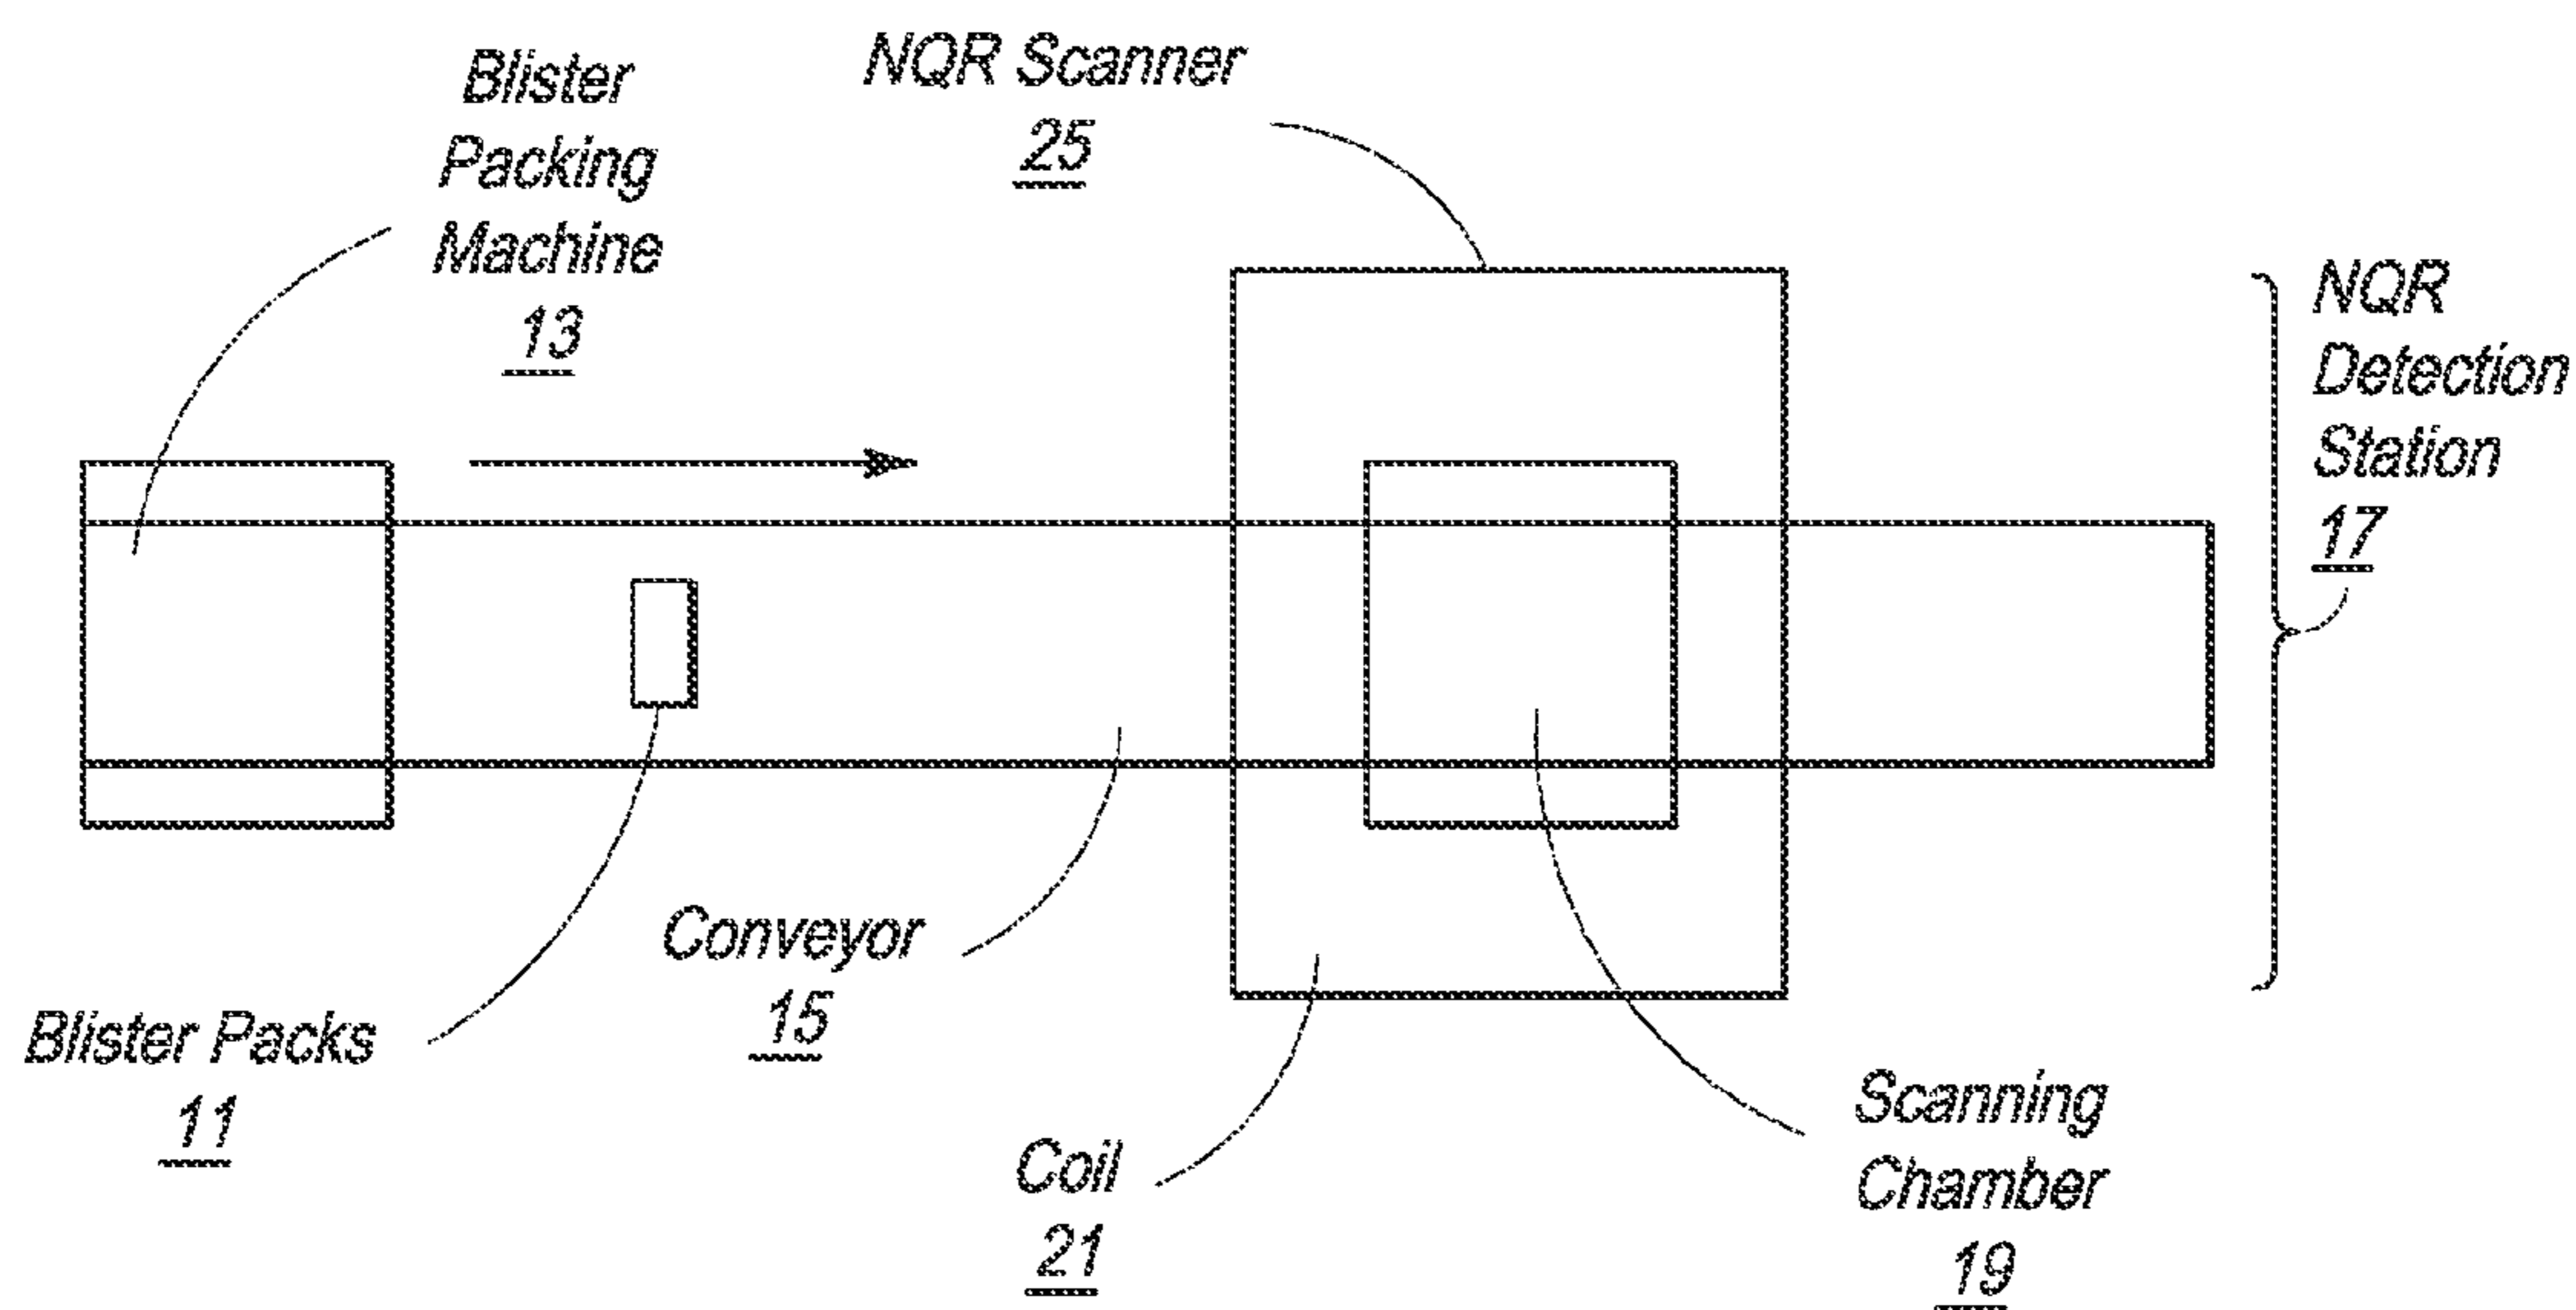 Blister
Packing
Machine
13
NQR Scanner
25
NQR
Detection
Station
17
Conveyor
15
Blister Packs
11
Coil
21
Scanning
Chamber
19